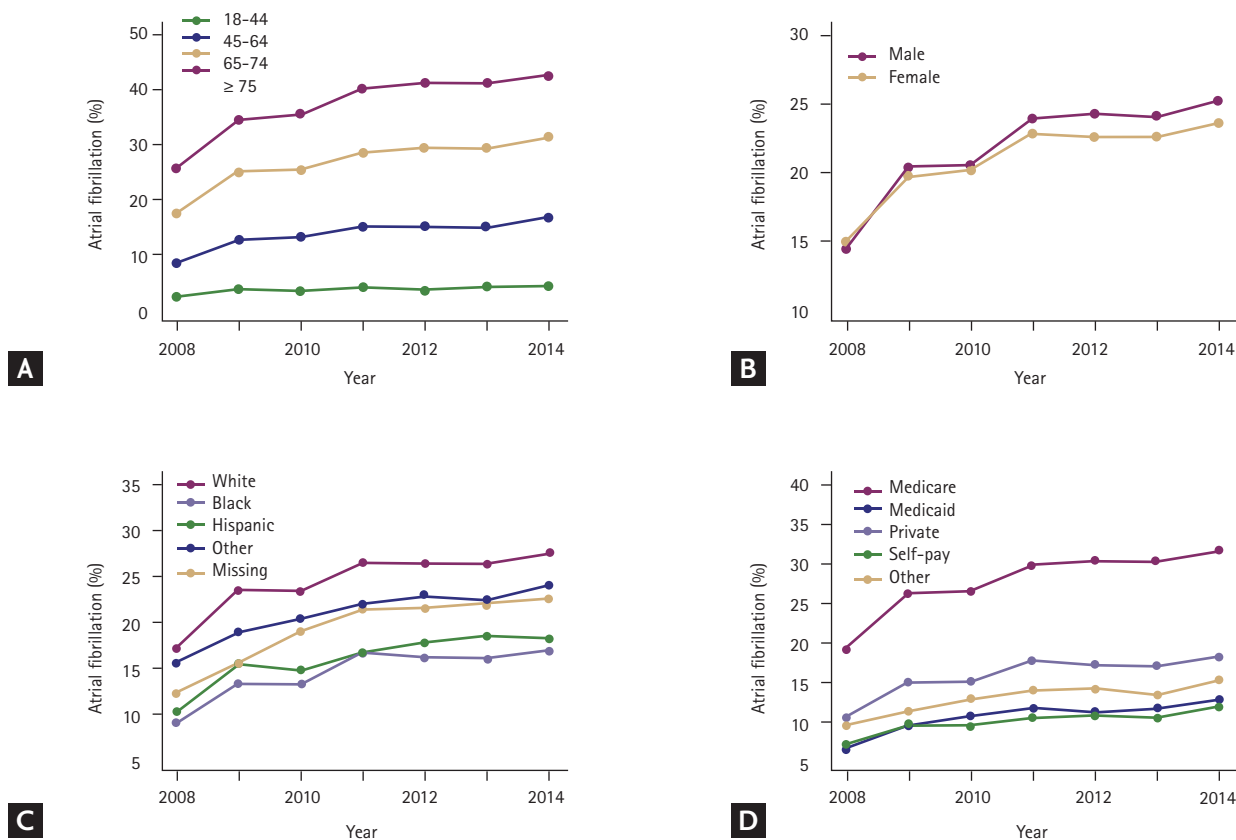 18-44
45-64
65-74
≥ 75
50
40
30
20
10
0
Atrial fibrillation (%)
2008 2010 2012 2014
Year
A
Male
Female
30
25
20
15
10
Atrial fibrillation (%)
2008 2010 2012 2014
Year
B
White
Black
Hispanic
Other
Missing
35
30
25
20
15
10
5
Atrial fibrillation (%)
2008 2010 2012 2014
Year
C
Medicare
Medicaid
Private
Self-pay
Other
40
35
30
25
20
15
10
5
Atrial fibrillation (%)
2008 2010 2012 2014
Year
D